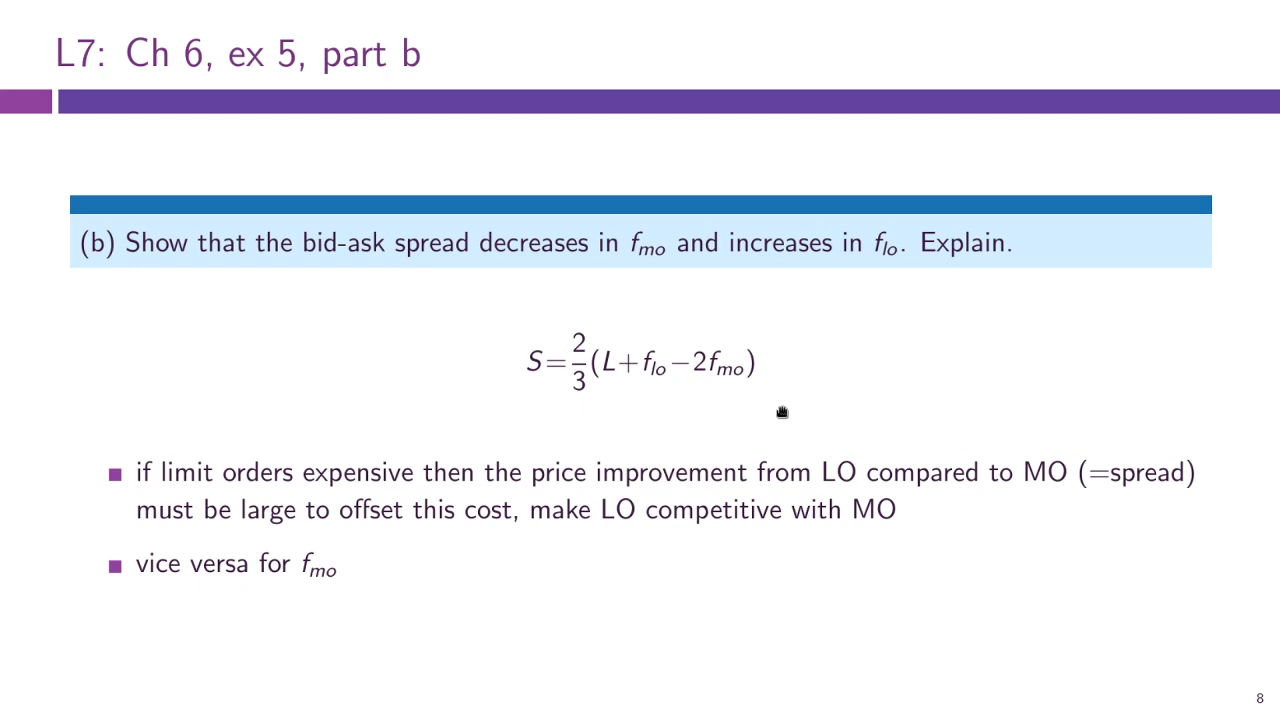 L7: Ch 6, ex 5, part b
(b) Show that the bid-ask spread decreases in f_mo and increases in f_lo. Explain.
S = 2/3 (L + f_lo − 2f_mo)
if limit orders expensive then the price improvement from LO compared to MO (=spread)
must be large to offset this cost, make LO competitive with MO
vice versa for f_mo
8